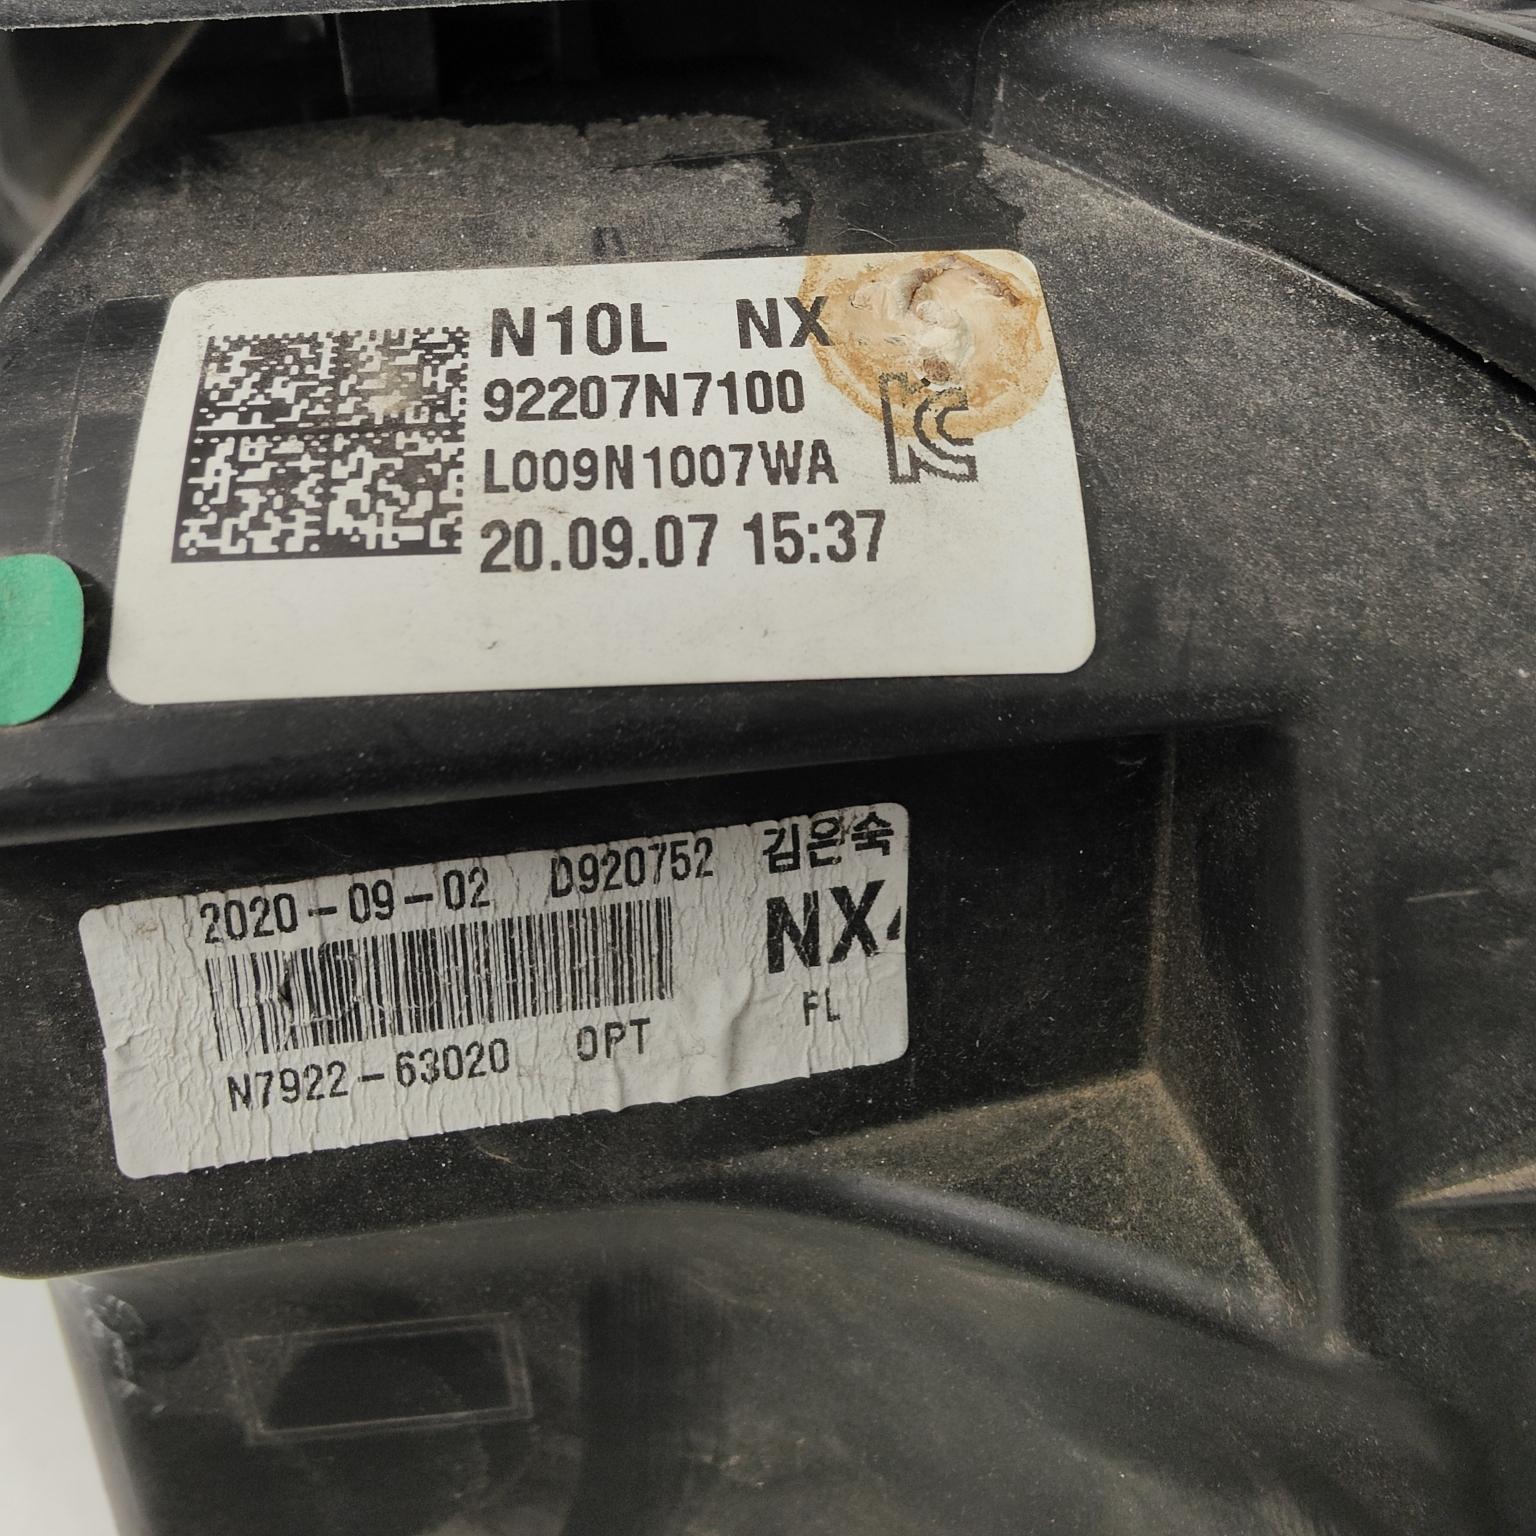 N10L NX
92207N7100
L009N1007WA
20.09.07 15:37
2020-09-02 D920752 김은숙
NX
N7922-63020 OPT FL